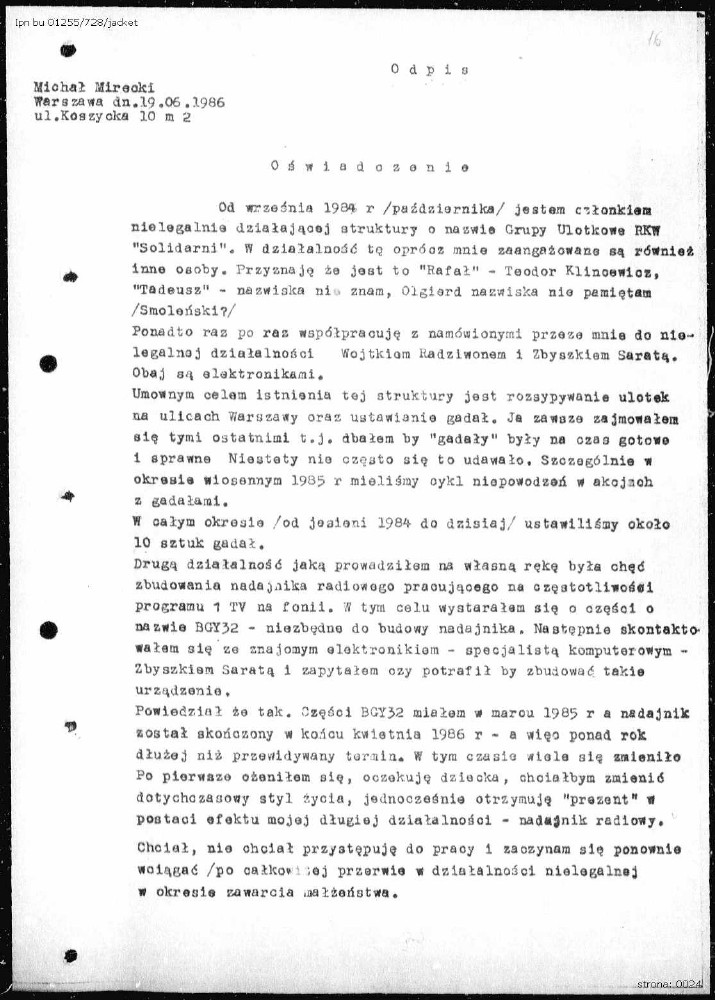 Ipn bu 01255/728/jacket
16
O d p i s
Michał Mirecki
Warszawa dn.19.06.1986
ul.Koszycka 10 m 2
O ś w i a d c z e n i e
Od września 1984 r /października/ jestem członkiem
nielegalnie działającej struktury o nazwie Grupy Ulotkowe RKW
"Solidarni". W działalność tę oprócz mnie zaangażowane są również
inne osoby. Przyznaję że jest to "Rafał" - Teodor Klincewicz,
"Tadeusz" - nazwiska nie znam, Olgierd nazwiska nie pamiętam
/Smoleński?/
Ponadto raz po raz współpracuję z namówionymi przeze mnie do nie-
legalnej działalności Wojtkiem Radziwonem i Zbyszkiem Saratą.
Obaj są elektronikami.
Umownym celem istnienia tej struktury jest rozsypywanie ulotek
na ulicach Warszawy oraz ustawianie gadał. Ja zawsze zajmowałem
się tymi ostatnimi t.j. dbałem by "gadały" były na czas gotowe
i sprawne Niestety nie często się to udawało. Szczególnie w
okresie wiosennym 1985 r mieliśmy cykl niepowodzeń w akcjach
z gadałami.
W całym okresie /od jesieni 1984 do dzisiaj/ ustawiliśmy około
10 sztuk gadał.
Drugą działalność jaką prowadziłem na własną rękę była chęć
zbudowania nadajnika radiowego pracującego na częstotliwości
programu 1 TV na fonii. W tym celu wystarałem się o części o
nazwie BGY32 - niezbędne do budowy nadajnika. Następnie skontakto-
wałem się ze znajomym elektronikiem - specjalistą komputerowym -
Zbyszkiem Saratą i zapytałem czy potrafił by zbudować takie
urządzenie.
Powiedział że tak. Części BGY32 miałem w marcu 1985 r a nadajnik
został skończony w końcu kwietnia 1986 r - a więc ponad rok
dłużej niż przewidywany termin. W tym czasie wiele się zmieniło
Po pierwsze ożeniłem się, oczekuję dziecka, chciałbym zmienić
dotychczasowy styl życia, jednocześnie otrzymuję "prezent" w
postaci efektu mojej długiej działalności - nadajnik radiowy.
Chciał, nie chciał przystępuję do pracy i zaczynam się ponownie
wciągać /po całkowitej przerwie w działalności nielegalnej
w okresie zawarcia małżeństwa.
strona: 0024